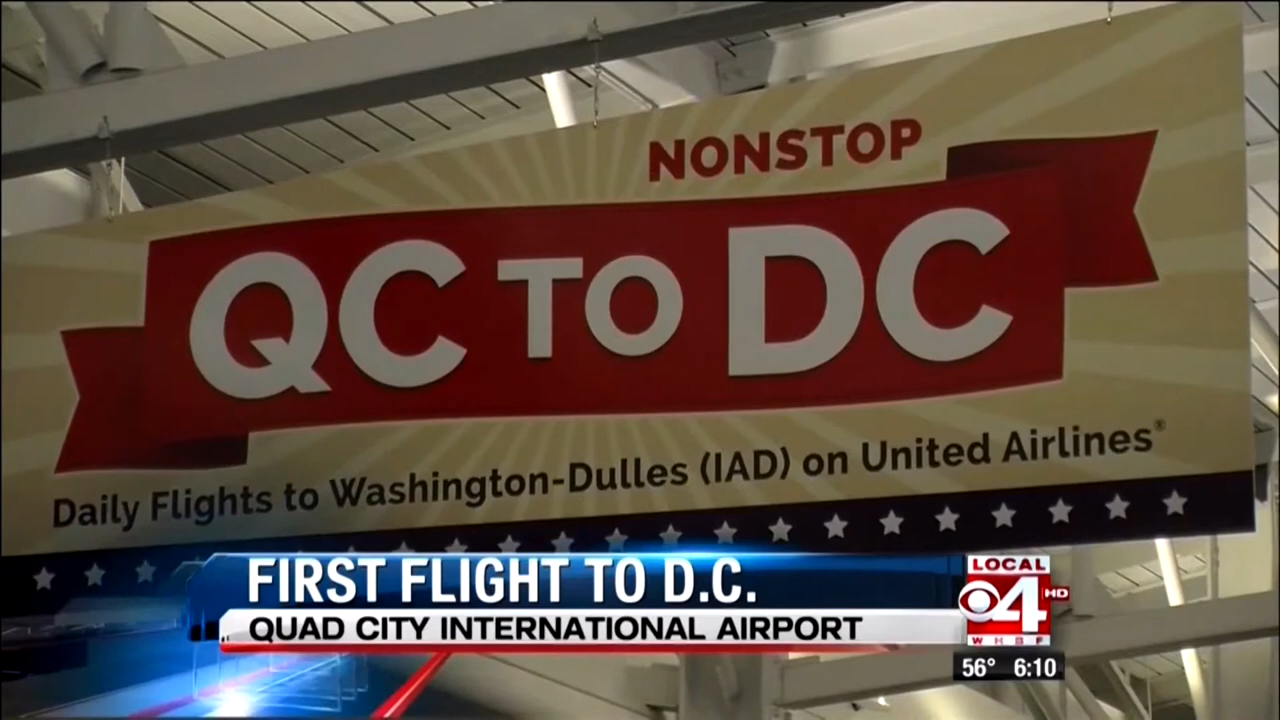 NONSTOP
QC TO DC
Daily Flights to Washington-Dulles (IAD) on United Airlines®
FIRST FLIGHT TO D.C.
QUAD CITY INTERNATIONAL AIRPORT
LOCAL
4 HD
WHBF
56° 6:10